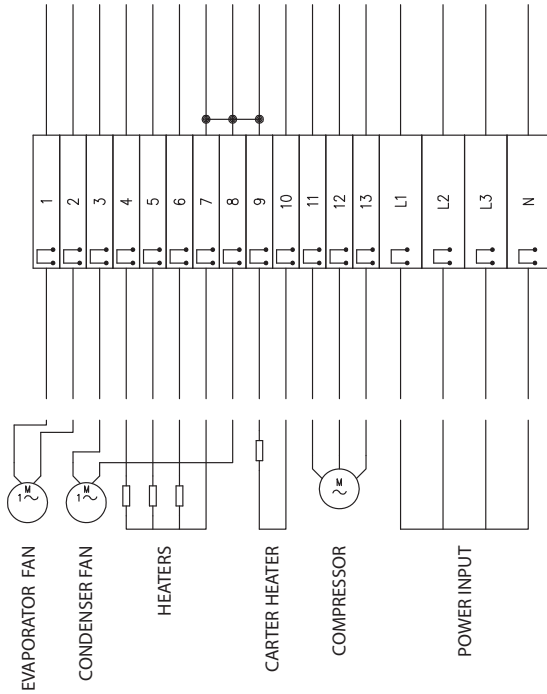 1
2
3
4
5
6
7
8
9
10
11
12
13
L1
L2
L3
N
M
1
M
1
M
EVAPORATOR FAN
CONDENSER FAN
HEATERS
CARTER HEATER
COMPRESSOR
POWER INPUT